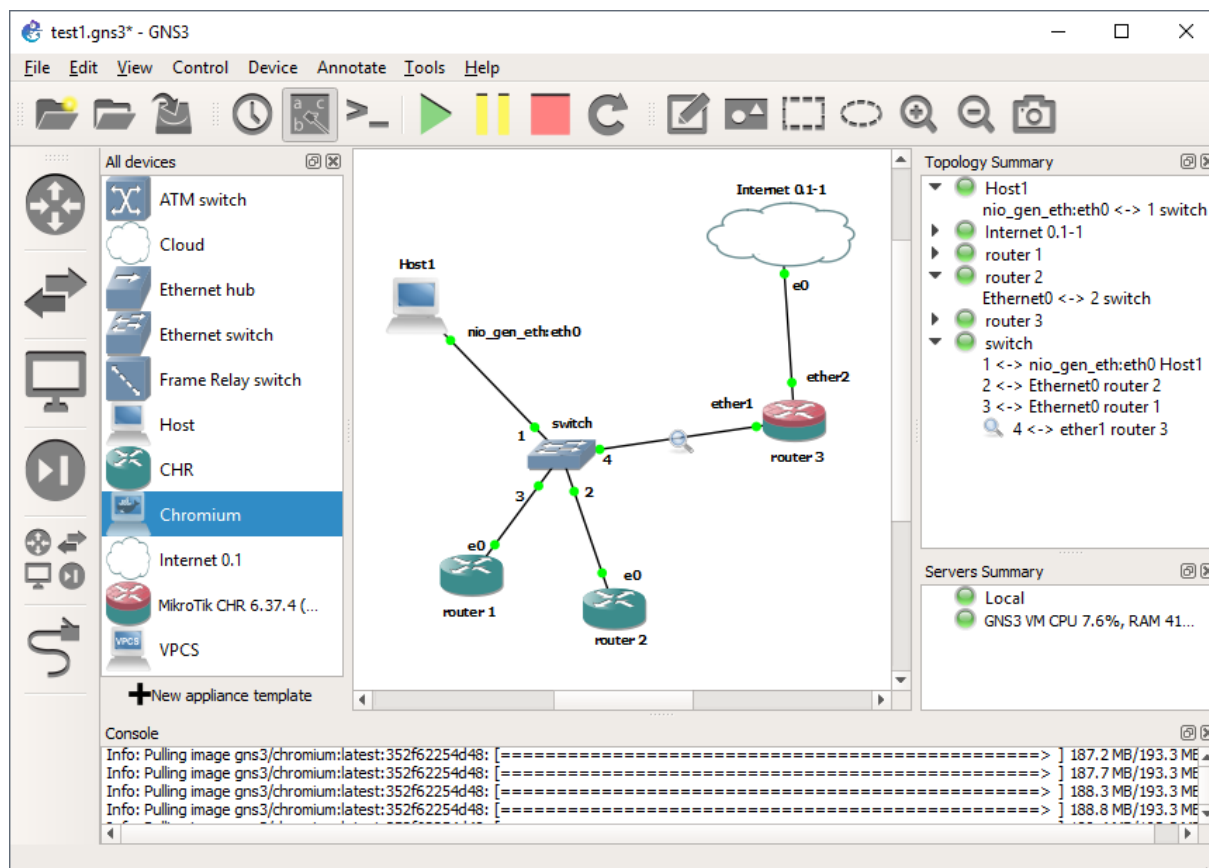 test1.gns3* - GNS3
File Edit View Control Device Annotate Tools Help
All devices
ATM switch
Cloud
Ethernet hub
Ethernet switch
Frame Relay switch
Host
CHR
Chromium
Internet 0.1
MikroTik CHR 6.37.4 (...
VPCS
New appliance template
Internet 0.1-1
e0
Host1
nio_gen_eth:eth0
ether2
ether1
switch
1
4
router 3
3
2
e0
e0
router 1
router 2
Topology Summary
Host1
nio_gen_eth:eth0 <-> 1 switch
Internet 0.1-1
router 1
router 2
Ethernet0 <-> 2 switch
router 3
switch
1 <-> nio_gen_eth:eth0 Host1
2 <-> Ethernet0 router 2
3 <-> Ethernet0 router 1
4 <-> ether1 router 3
Servers Summary
Local
GNS3 VM CPU 7.6%, RAM 41...
Console
Info: Pulling image gns3/chromium:latest:352f62254d48: [================================================> ] 187.2 MB/193.3 MB
Info: Pulling image gns3/chromium:latest:352f62254d48: [================================================> ] 187.7 MB/193.3 MB
Info: Pulling image gns3/chromium:latest:352f62254d48: [================================================> ] 188.3 MB/193.3 MB
Info: Pulling image gns3/chromium:latest:352f62254d48: [================================================> ] 188.8 MB/193.3 MB